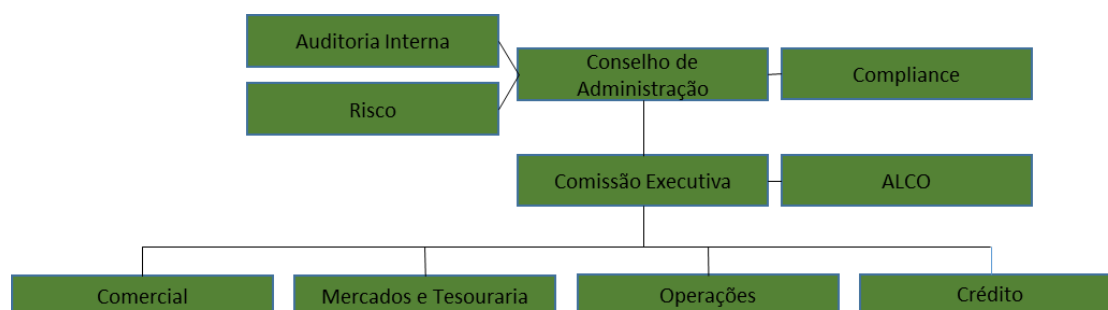 Auditoria Interna
Conselho de
Administração
Compliance
Risco
Comissão Executiva
ALCO
Comercial
Mercados e Tesouraria
Operações
Crédito